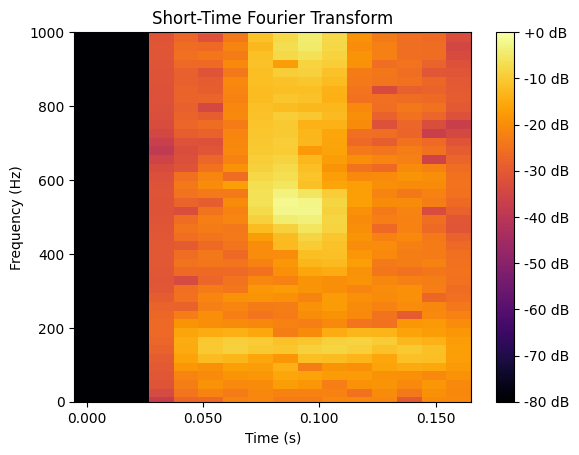 Short-Time Fourier Transform
1000
800
600
400
200
0
Frequency (Hz)
0.000
0.050
0.100
0.150
Time (s)
+0 dB
-10 dB
-20 dB
-30 dB
-40 dB
-50 dB
-60 dB
-70 dB
-80 dB